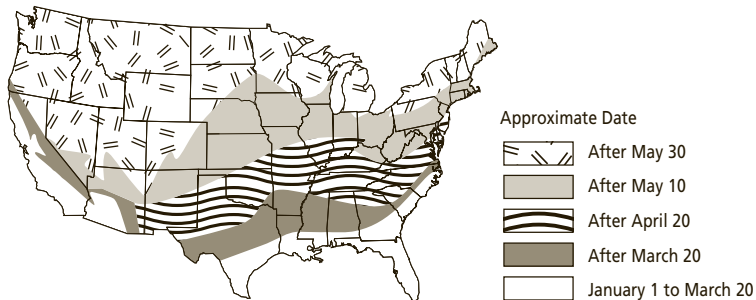 Approximate Date
After May 30
After May 10
After April 20
After March 20
January 1 to March 20